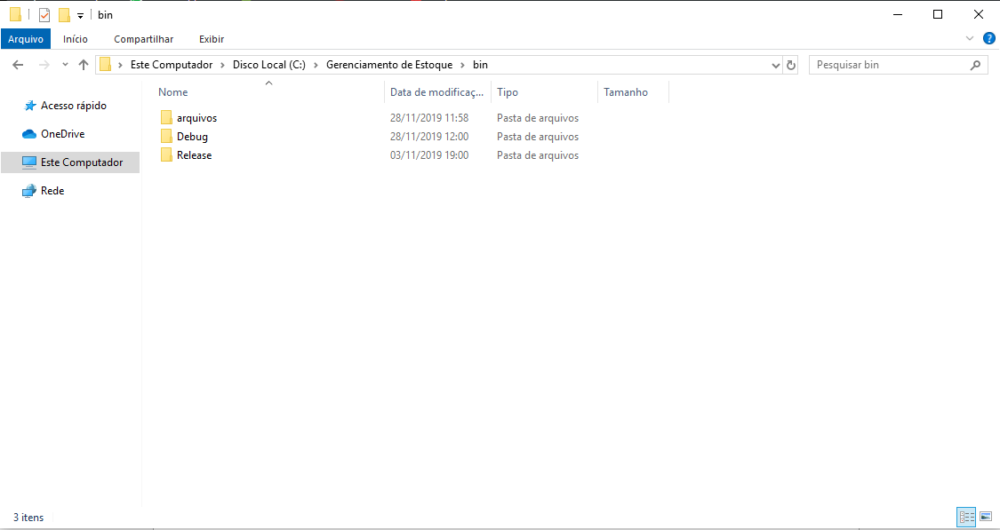 bin
Arquivo Início Compartilhar Exibir
Este Computador Disco Local (C:) Gerenciamento de Estoque bin
Pesquisar bin
Nome Data de modificaç... Tipo Tamanho
Acesso rápido
OneDrive
Este Computador
Rede
arquivos 28/11/2019 11:58 Pasta de arquivos
Debug 28/11/2019 12:00 Pasta de arquivos
Release 03/11/2019 19:00 Pasta de arquivos
3 itens